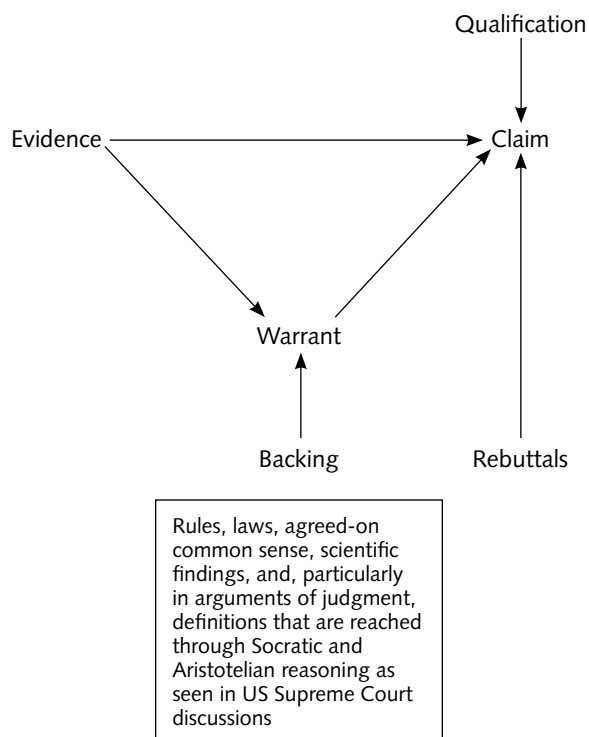 Qualification
Evidence
Claim
Warrant
Backing
Rebuttals
Rules, laws, agreed-on
common sense, scientific
findings, and, particularly
in arguments of judgment,
definitions that are reached
through Socratic and
Aristotelian reasoning as
seen in US Supreme Court
discussions